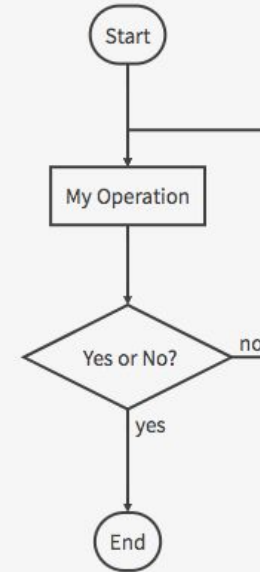 Start
My Operation
Yes or No?
no
yes
End